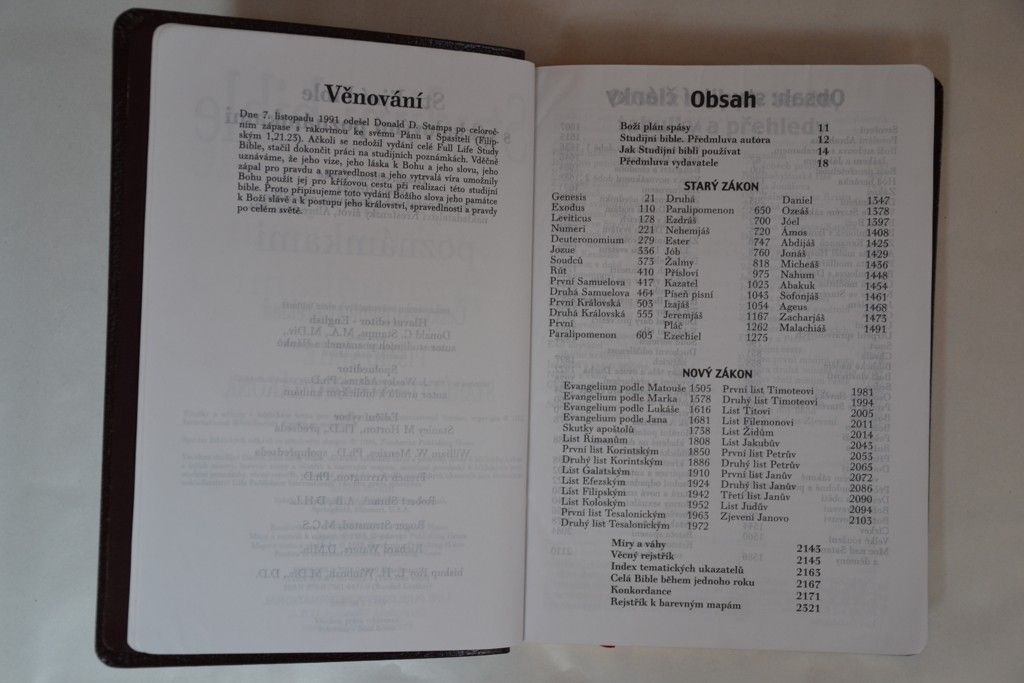 Věnování
Dne 7. listopadu 1991 odešel Donald D. Stamps po celoroč-
ním zápase s rakovinou ke svému Pánu a Spasiteli (Filip-
ským 1,21.23). Ačkoli se nedožil vydání celé Full Life Study
Bible, stačil dokončit práci na studijních poznámkách. Vděčně
uznáváme, že jeho vize, jeho láska k Bohu a jeho slovu, jeho
zápal pro pravdu a spravedlnost a jeho vytrvalá víra umožnily
Bohu použít jej pro křížovou cestu při realizaci této studijní
bible. Proto připisujeme toto vydání Božího slova jeho památce
k Boží slávě a k postupu jeho království, spravedlnosti a pravdy
po celém světě.
Obsah
Boží plán spásy 11
Studijní bible. Předmluva autora 12
Jak Studijní bibli používat 14
Předmluva vydavatele 18
STARÝ ZÁKON
Genesis 21
Exodus 110
Leviticus 178
Numeri 221
Deuteronomium 279
Jozue 336
Soudců 373
Rút 410
První Samuelova 417
Druhá Samuelova 464
První Královská 503
Druhá Královská 555
První
Paralipomenon 605
Druhá
Paralipomenon 650
Ezdráš 700
Nehemjáš 720
Ester 747
Jób 760
Žalmy 818
Přísloví 975
Kazatel 1023
Píseň písní 1043
Izajáš 1054
Jeremjáš 1167
Pláč 1262
Ezechiel 1275
Daniel 1347
Ozeáš 1378
Jóel 1397
Ámos 1408
Abdijáš 1425
Jonáš 1429
Micheáš 1436
Nahum 1448
Abakuk 1454
Sofonjáš 1461
Ageus 1468
Zacharjáš 1473
Malachiáš 1491
NOVÝ ZÁKON
Evangelium podle Matouše 1505
Evangelium podle Marka 1578
Evangelium podle Lukáše 1616
Evangelium podle Jana 1681
Skutky apoštolů 1738
List Římanům 1808
První list Korintským 1850
Druhý list Korintským 1886
List Galatským 1910
List Efezským 1924
List Filipským 1942
List Koloským 1952
První list Tesalonickým 1963
Druhý list Tesalonickým 1972
První list Timoteovi 1981
Druhý list Timoteovi 1994
List Titovi 2005
List Filemonovi 2011
List Židům 2014
List Jakubův 2043
První list Petrův 2053
Druhý list Petrův 2065
První list Janův 2072
Druhý list Janův 2086
Třetí list Janův 2090
List Judův 2094
Zjevení Janovo 2103
Míry a váhy 2143
Věcný rejstřík 2145
Index tematických ukazatelů 2163
Celá Bible během jednoho roku 2167
Konkordance 2171
Rejstřík k barevným mapám 2321